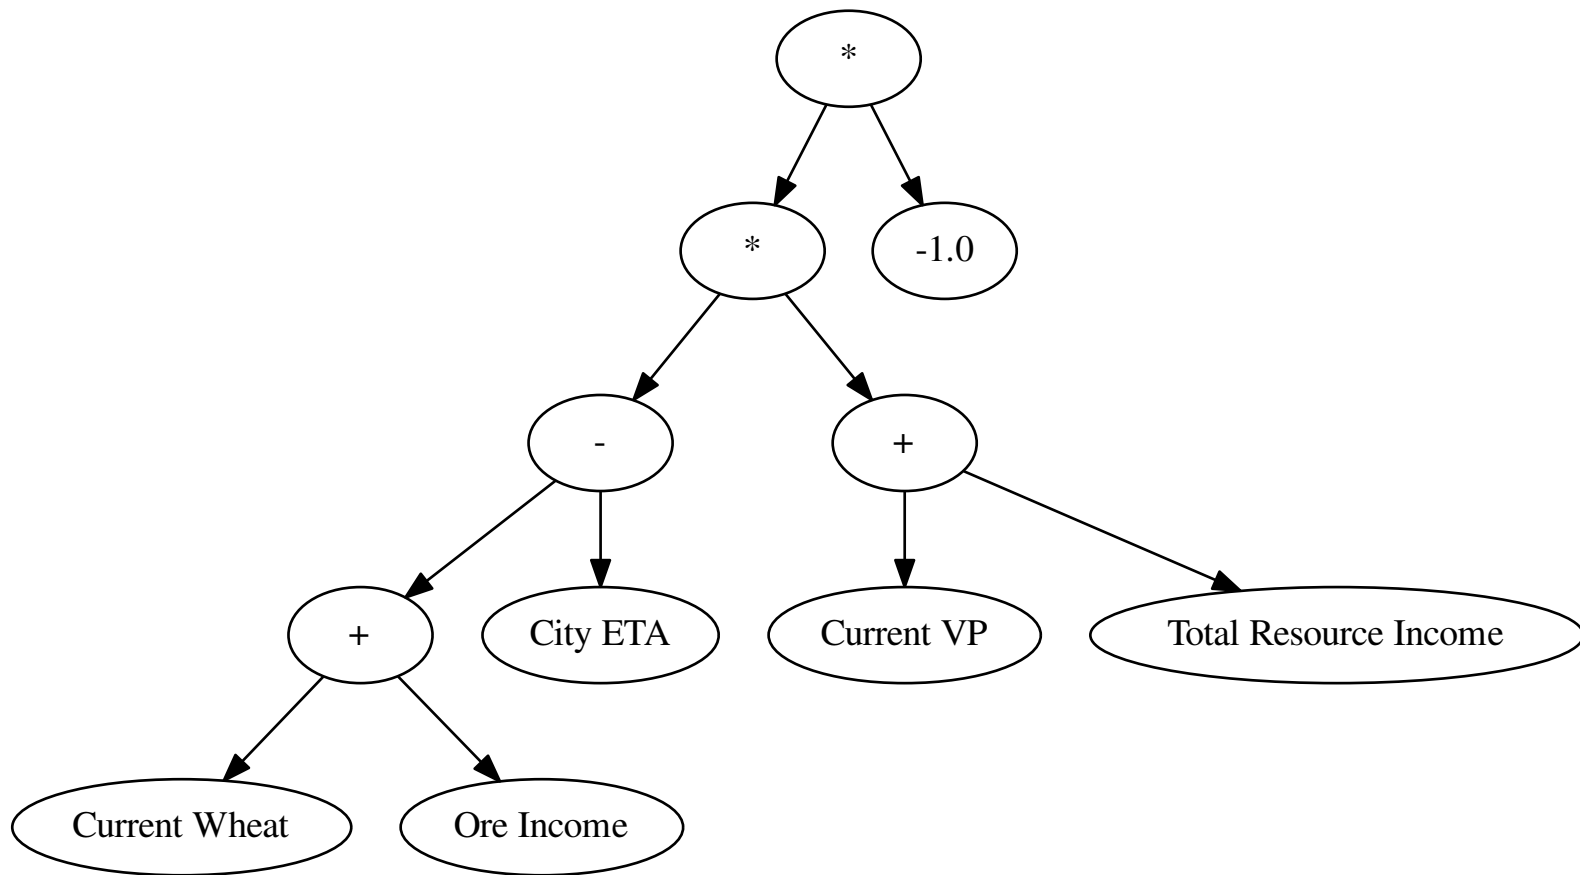 *
*
-1.0
-
+
+
City ETA
Current VP
Total Resource Income
Current Wheat
Ore Income